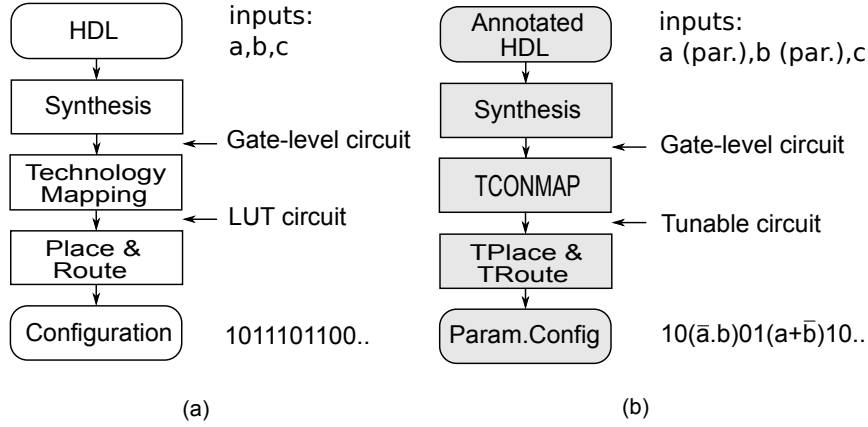 HDL
inputs:
a,b,c
Synthesis
Gate-level circuit
Technology
Mapping
LUT circuit
Place &
Route
Configuration
1011101100..
(a)
Annotated
HDL
inputs:
a (par.),b (par.),c
Synthesis
Gate-level circuit
TCONMAP
Tunable circuit
TPlace &
TRoute
Param.Config
10(a̅.b)01(a+b̅)10..
(b)